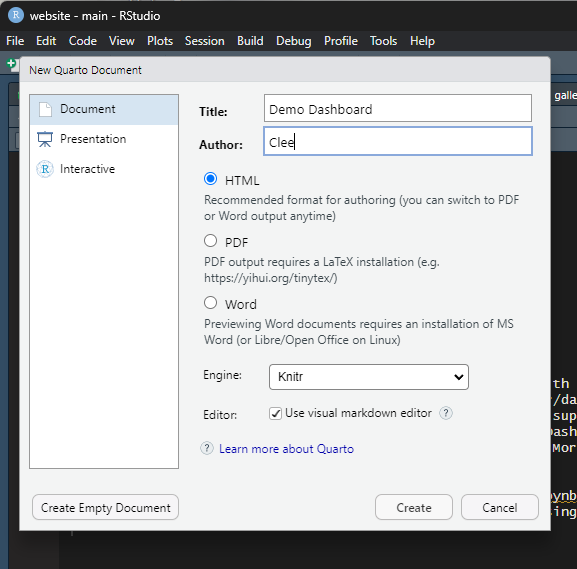 website - main - RStudio
File Edit Code View Plots Session Build Debug Profile Tools Help
New Quarto Document
galle
Document
Presentation
Interactive
Title: Demo Dashboard
Author: Clee
HTML
Recommended format for authoring (you can switch to PDF
or Word output anytime)
PDF
PDF output requires a LaTeX installation (e.g.
https://yihui.org/tinytex/)
Word
Previewing Word documents requires an installation of MS
Word (or Libre/Open Office on Linux)
Engine: Knitr
Editor: Use visual markdown editor ?
? Learn more about Quarto
th
/da
sup
ash
Mor
ynb
ing
Create Empty Document Create Cancel